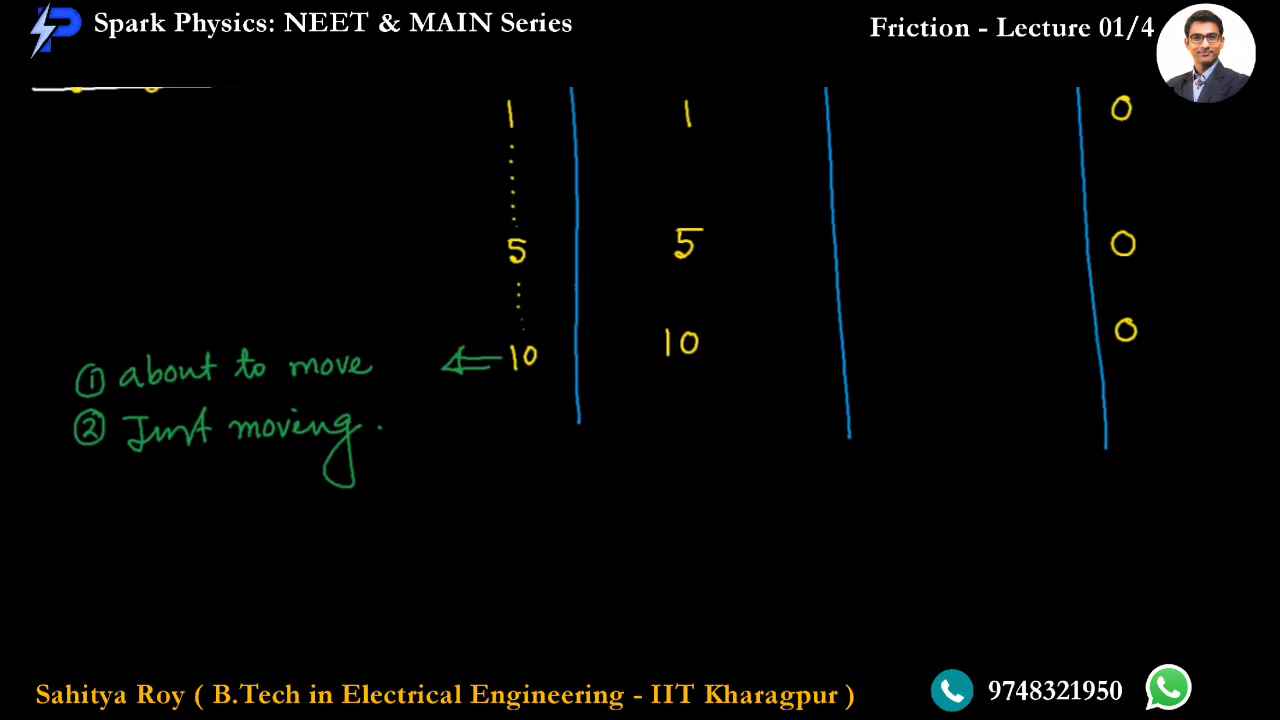 Spark Physics: NEET & MAIN Series
Friction - Lecture 01/4
1 1 0
5 5 0
10 10 0
① about to move
② Just moving.
Sahitya Roy ( B.Tech in Electrical Engineering - IIT Kharagpur )
9748321950